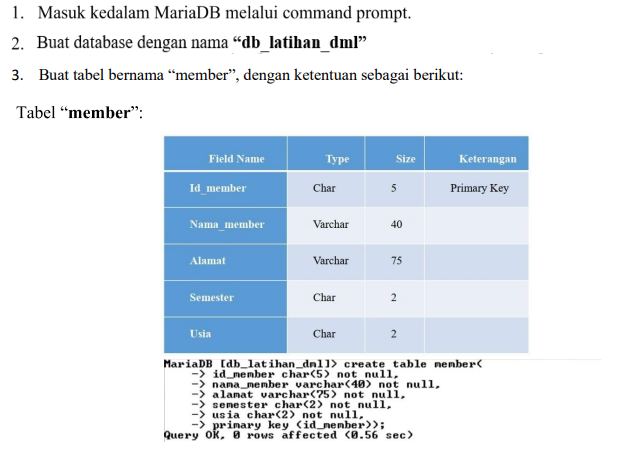 1. Masuk kedalam MariaDB melalui command prompt.
2. Buat database dengan nama “db_latihan_dml”
3. Buat tabel bernama “member”, dengan ketentuan sebagai berikut:
Tabel “member”:
Field Name Type Size Keterangan
Id_member Char 5 Primary Key
Nama_member Varchar 40
Alamat Varchar 75
Semester Char 2
Usia Char 2
MariaDB [db_latihan_dml]> create table member(
-> id_member char(5) not null,
-> nama_member varchar(40) not null,
-> alamat varchar(75) not null,
-> semester char(2) not null,
-> usia char(2) not null,
-> primary key (id_member));
Query OK, 0 rows affected (0.56 sec)